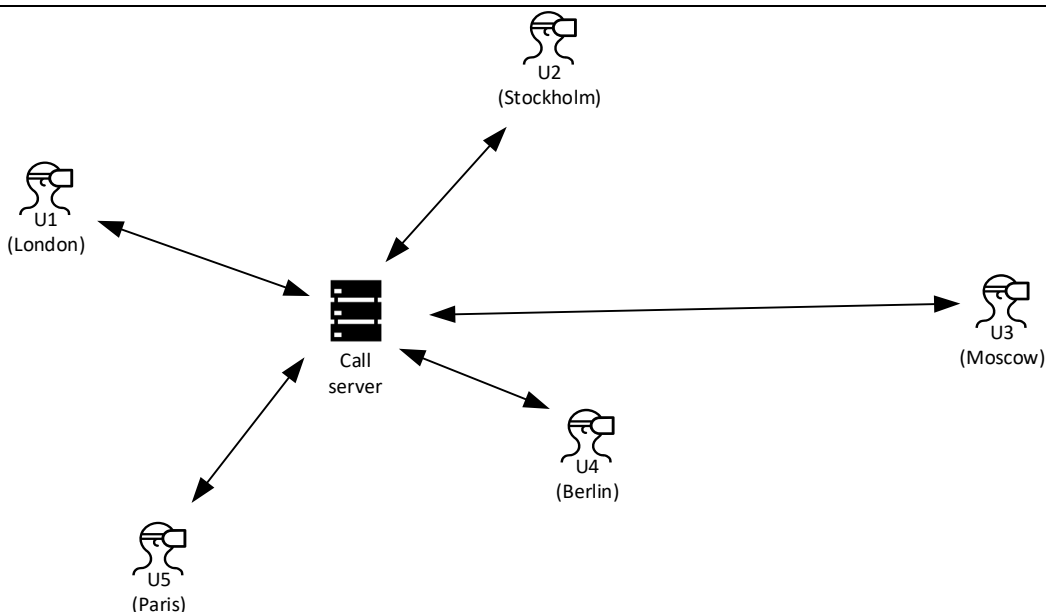 U2
(Stockholm)
U1
(London)
U3
(Moscow)
Call
server
U4
(Berlin)
U5
(Paris)